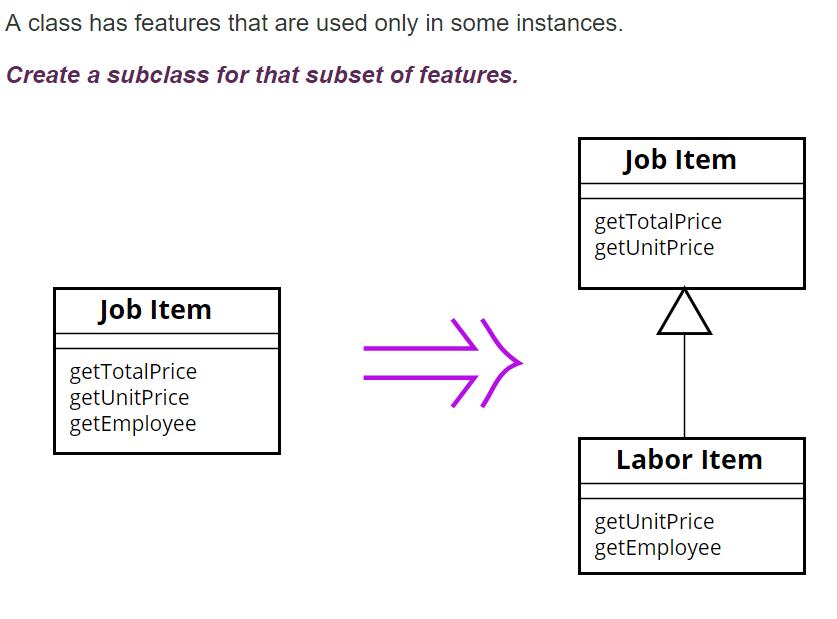 A class has features that are used only in some instances.
Create a subclass for that subset of features.
Job Item
getTotalPrice
getUnitPrice
getEmployee
Job Item
getTotalPrice
getUnitPrice
Labor Item
getUnitPrice
getEmployee